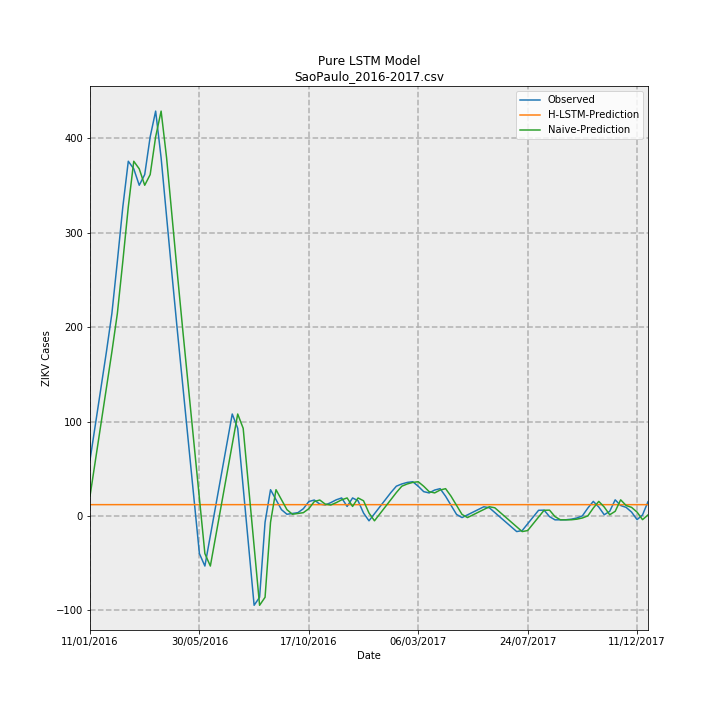 Pure LSTM Model
SaoPaulo_2016-2017.csv
Observed
H-LSTM-Prediction
Naive-Prediction
400
300
200
100
0
−100
ZIKV Cases
11/01/2016 30/05/2016 17/10/2016 06/03/2017 24/07/2017 11/12/2017
Date